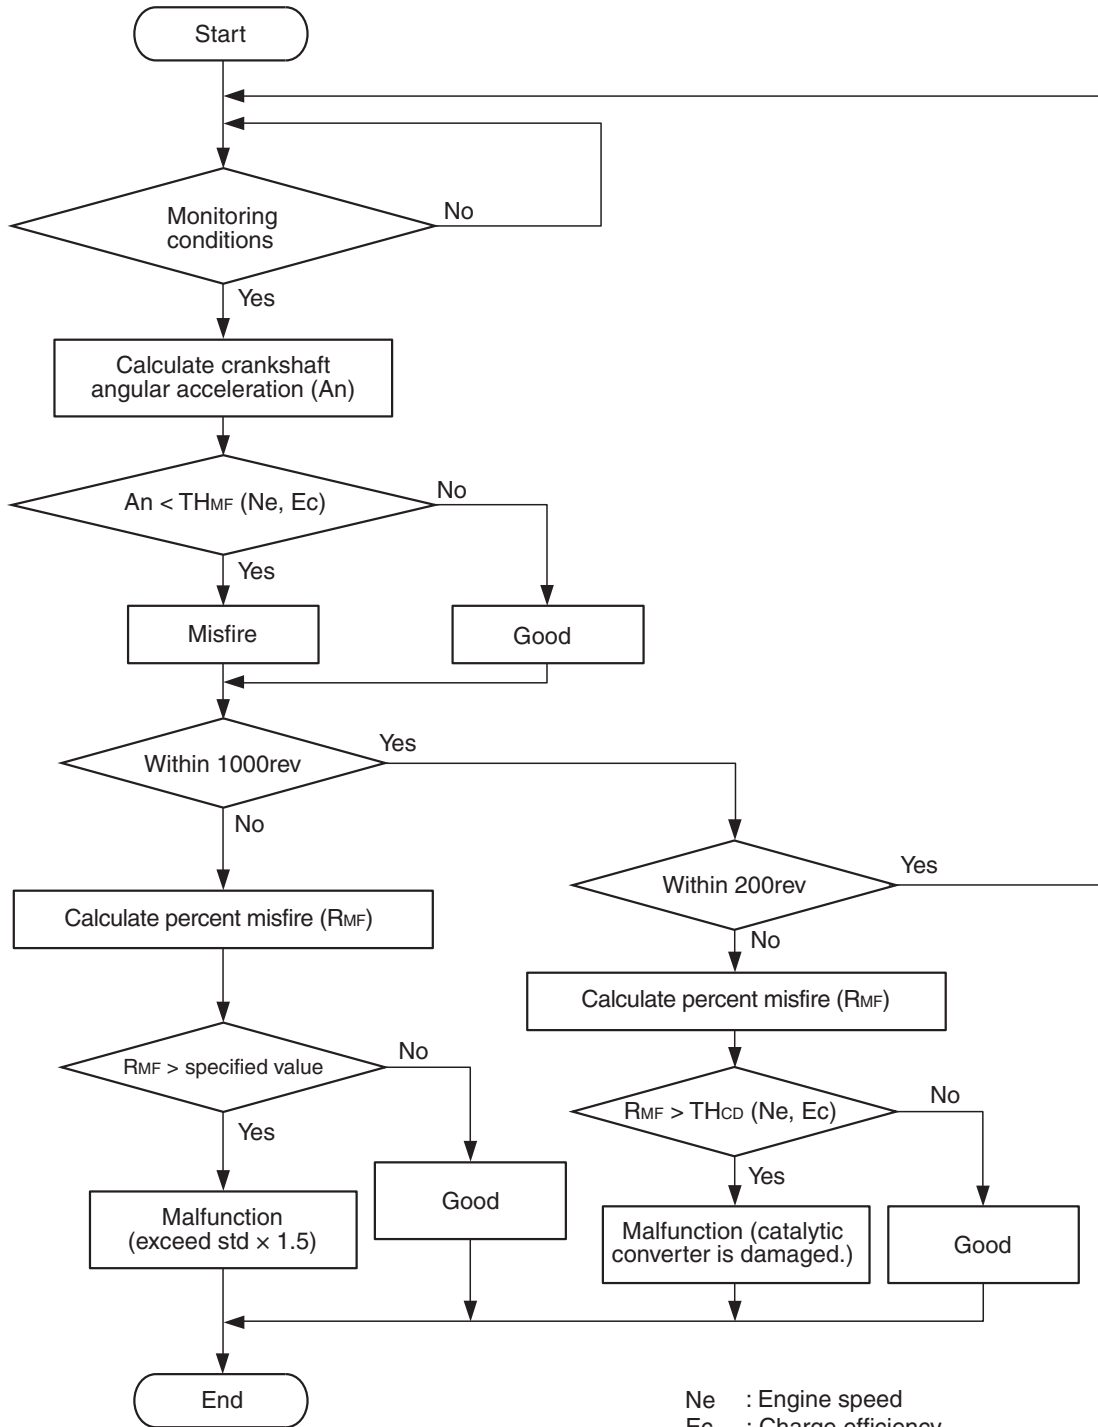 Start
Monitoring
conditions
No
Yes
Calculate crankshaft
angular acceleration (An)
An < THMF (Ne, Ec)
No
Yes
Misfire
Good
Within 1000rev
Yes
No
Within 200rev
Yes
No
Calculate percent misfire (RMF)
Calculate percent misfire (RMF)
RMF > specified value
No
Yes
RMF > THCD (Ne, Ec)
No
Yes
Malfunction
(exceed std × 1.5)
Good
Malfunction (catalytic
converter is damaged.)
Good
End
Ne : Engine speed
Ec : Charge efficiency